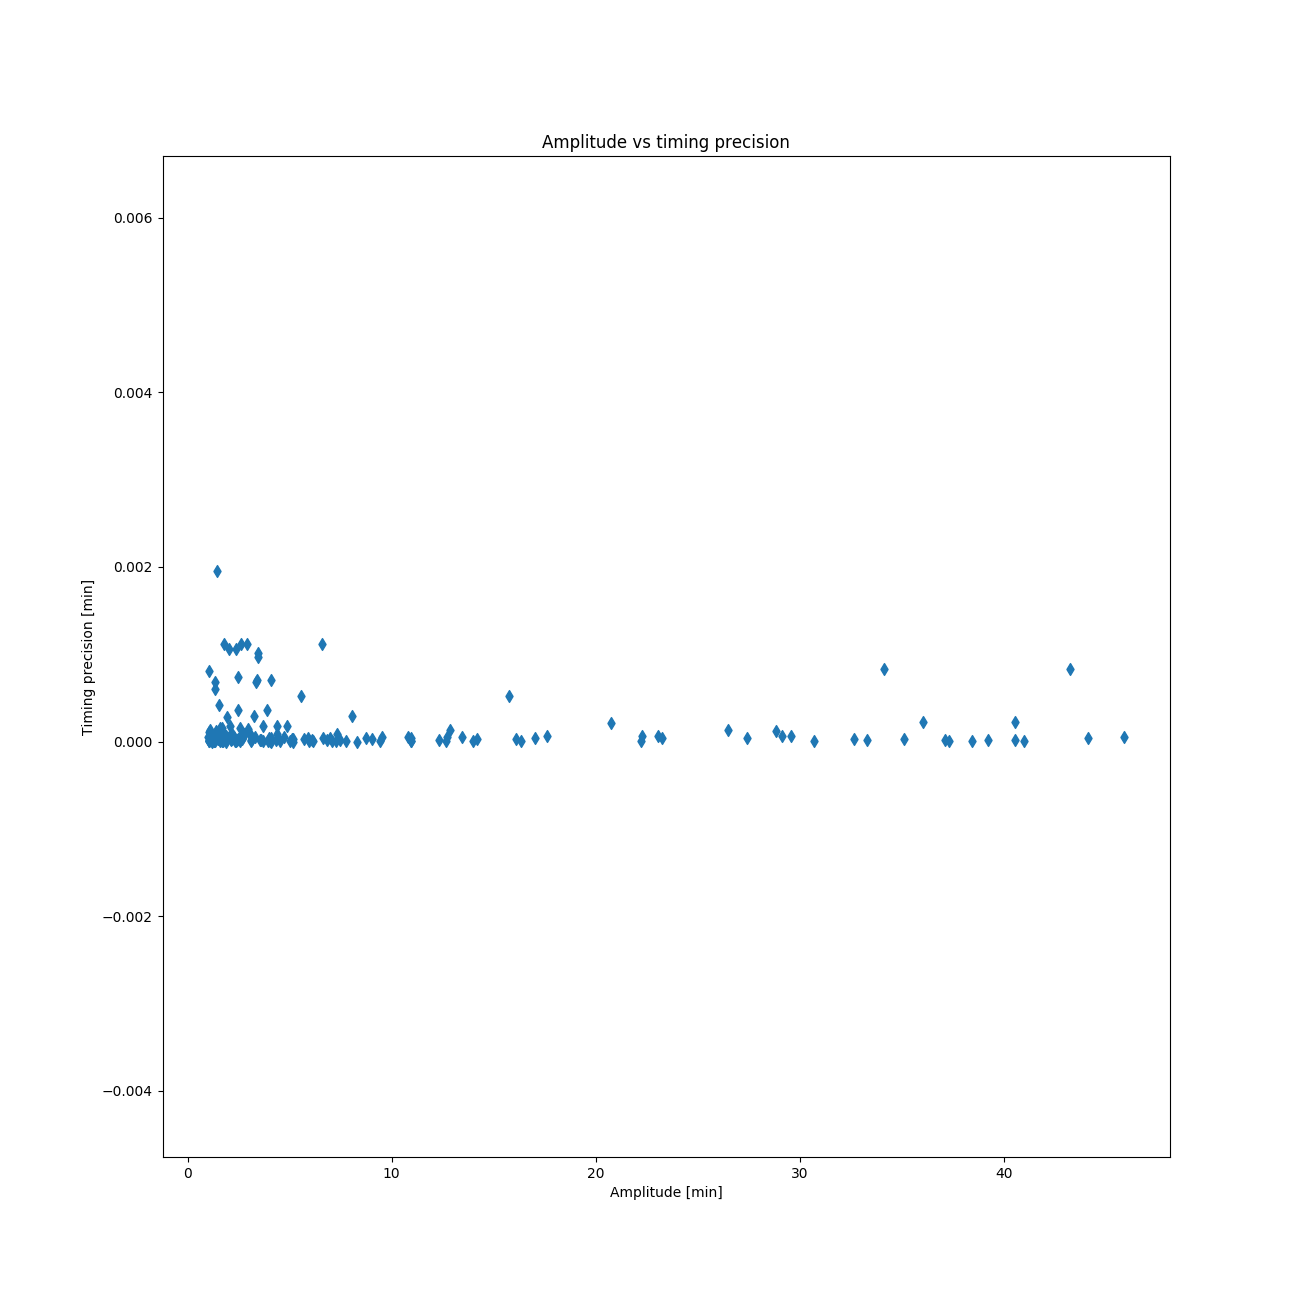 Amplitude vs timing precision
0.006
0.004
0.002
0.000
−0.002
−0.004
Timing precision [min]
0 10 20 30 40
Amplitude [min]